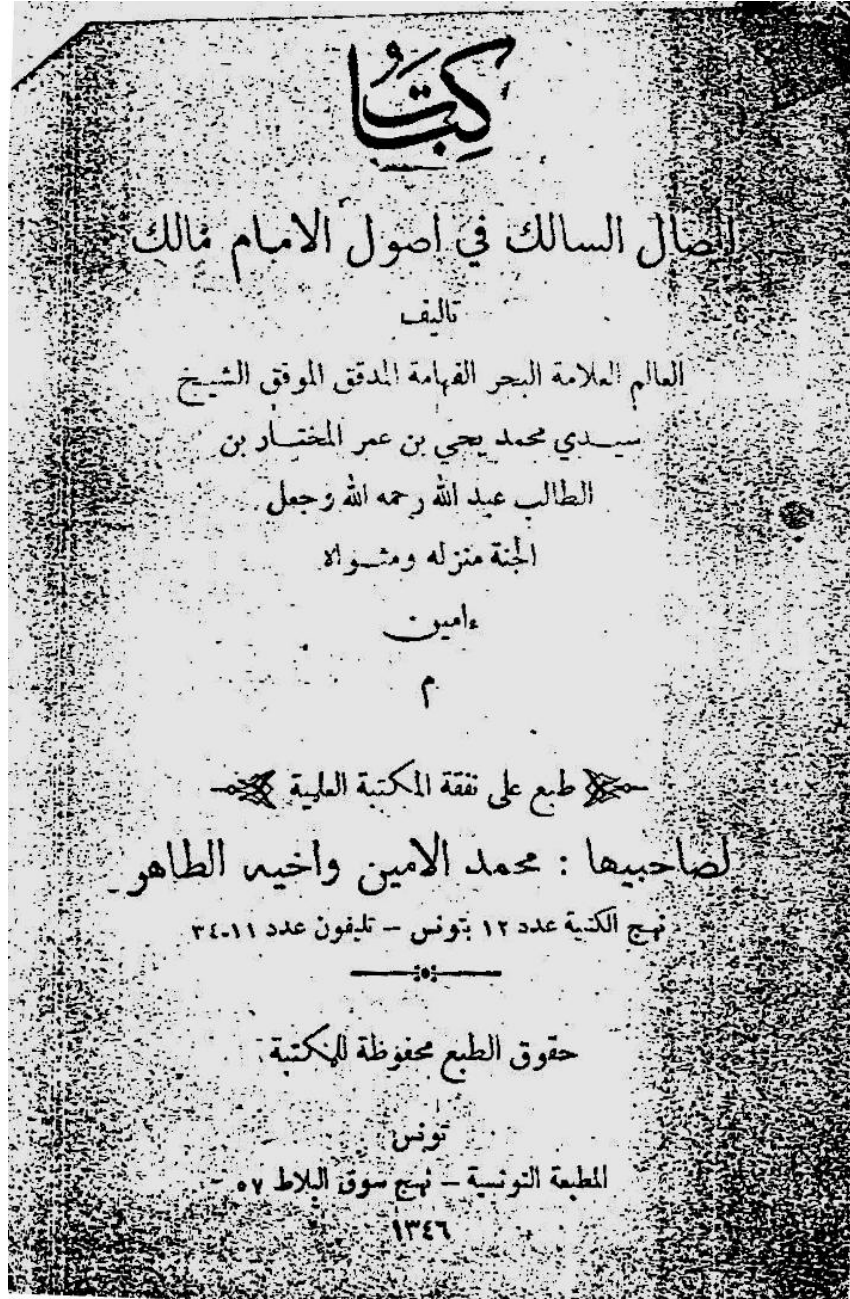 كِتَابُ
ايصال السالك في اصول الامام مالك
تاليف
العالم العلامة البحر الفهامة المدقق الموفق الشيخ
سيدي محمد يحي بن عمر المختار بن
الطالب عبد الله رحمه الله وجعل
الجنة منزله ومثواه
ءامين
م
طبع على نفقة المكتبة العلمية
لصاحبيها : محمد الامين واخيه الطاهر
نهج الكتبية عدد ١٢ بتونس – تليفون عدد ١١-٣٤
حقوق الطبع محفوظة للمكتبة
تونس
المطبعة التونسية – نهج سوق البلاط ٥٧ -
١٣٤٦